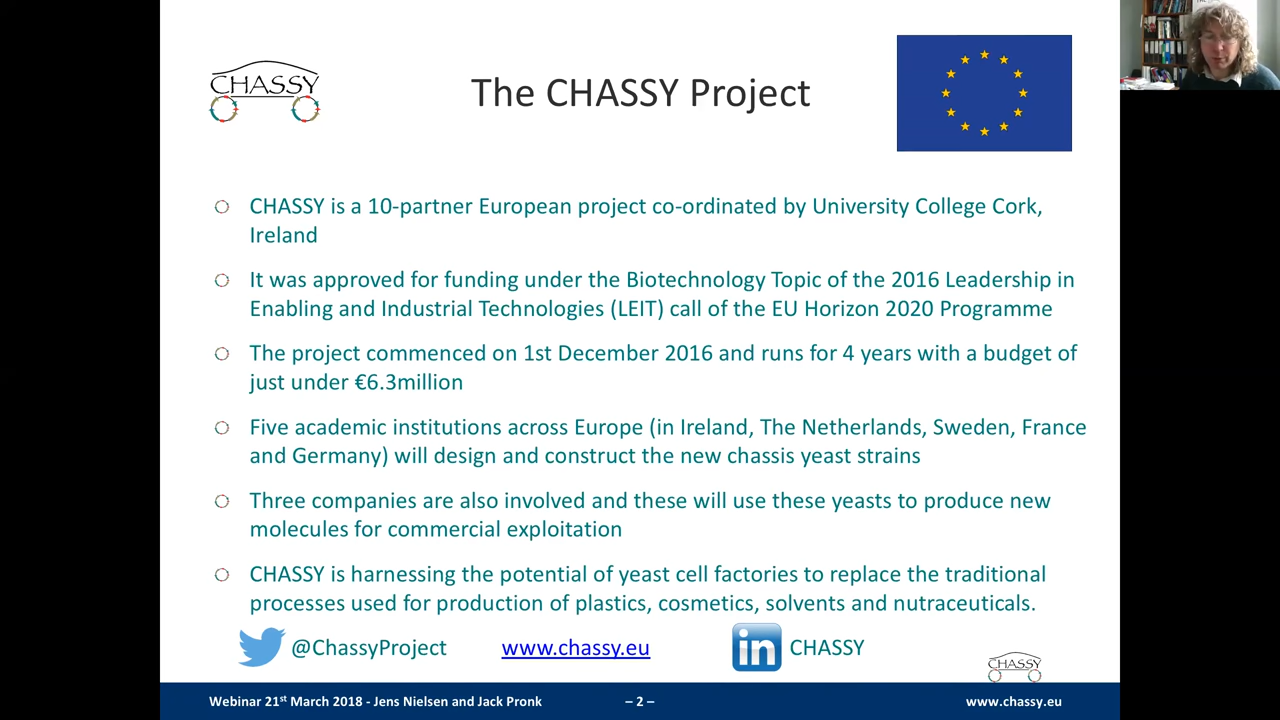 CHASSY
The CHASSY Project
CHASSY is a 10-partner European project co-ordinated by University College Cork,
Ireland
It was approved for funding under the Biotechnology Topic of the 2016 Leadership in
Enabling and Industrial Technologies (LEIT) call of the EU Horizon 2020 Programme
The project commenced on 1st December 2016 and runs for 4 years with a budget of
just under €6.3million
Five academic institutions across Europe (in Ireland, The Netherlands, Sweden, France
and Germany) will design and construct the new chassis yeast strains
Three companies are also involved and these will use these yeasts to produce new
molecules for commercial exploitation
CHASSY is harnessing the potential of yeast cell factories to replace the traditional
processes used for production of plastics, cosmetics, solvents and nutraceuticals.
@ChassyProject www.chassy.eu in CHASSY
CHASSY
Webinar 21st March 2018 - Jens Nielsen and Jack Pronk – 2 – www.chassy.eu